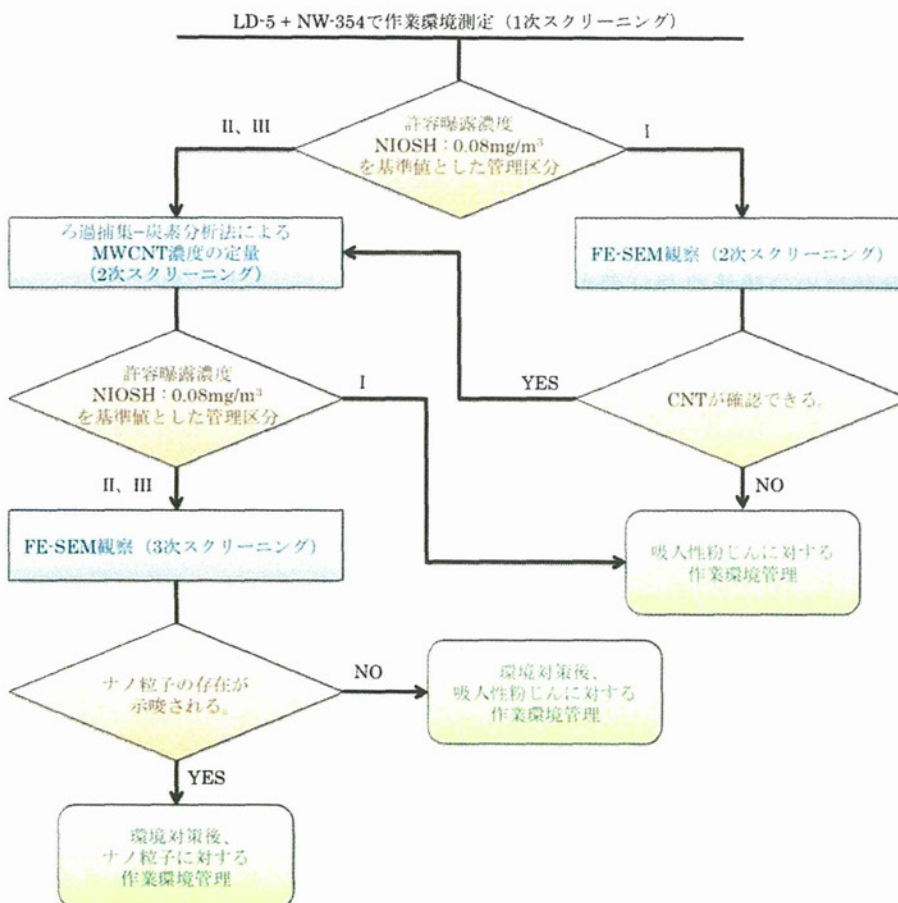 LD-5 + NW-354で作業環境測定(1次スクリーニング)
許容曝露濃度
NIOSH:0.08mg/m³
を基準値とした管理区分
II、III
I
ろ過捕集–炭素分析法による
MWCNT濃度の定量
(2次スクリーニング)
FE-SEM観察(2次スクリーニング)
許容曝露濃度
NIOSH:0.08mg/m³
を基準値とした管理区分
I
YES
CNTが確認できる。
II、III
NO
FE-SEM観察(3次スクリーニング)
吸入性粉じんに対する
作業環境管理
ナノ粒子の存在が
示唆される。
NO
環境対策後、
吸入性粉じんに対する
作業環境管理
YES
環境対策後、
ナノ粒子に対する
作業環境管理